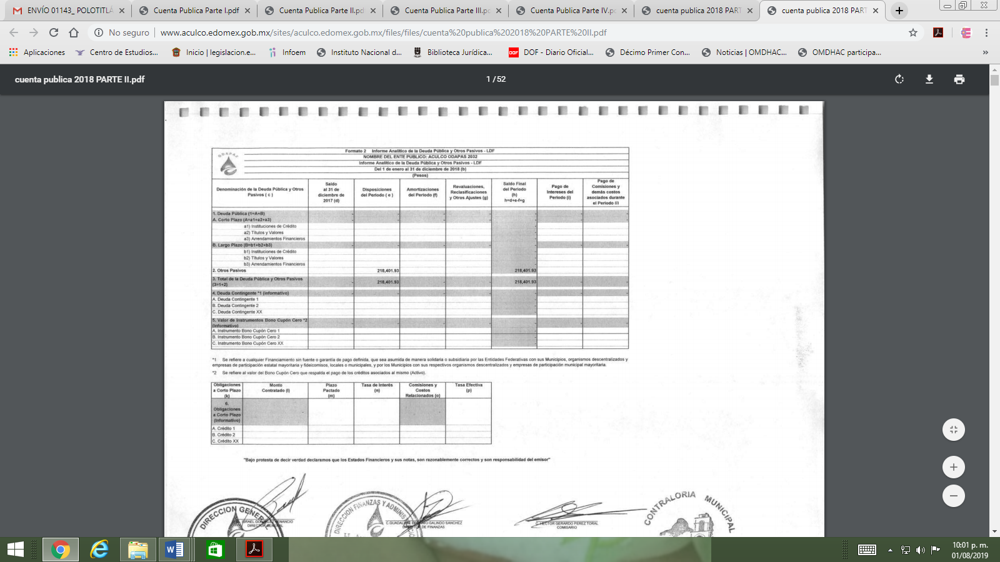 ENVÍO 01143_ POLOTITLÁ
Cuenta Publica Parte I.pdf
Cuenta Publica Parte II.pd
Cuenta Publica Parte III.p
Cuenta Publica Parte IV.p
cuenta publica 2018 PART
cuenta publica 2018 PART
No seguro
www.aculco.edomex.gob.mx/sites/aculco.edomex.gob.mx/files/files/cuenta%20publica%202018%20PARTE%20II.pdf
Aplicaciones
Centro de Estudios...
Inicio | legislacion.e...
Infoem
Instituto Nacional d...
Biblioteca Jurídica...
DOF - Diario Oficial...
Décimo Primer Con...
Noticias | OMDHAC...
OMDHAC participa...
»
cuenta publica 2018 PARTE II.pdf
1 / 52
ODAPAS
Formato 2 Informe Analítico de la Deuda Pública y Otros Pasivos - LDF
NOMBRE DEL ENTE PUBLICO: ACULCO ODAPAS 2032
Informe Analítico de la Deuda Pública y Otros Pasivos - LDF
Del 1 de enero al 31 de diciembre de 2018 (b)
(Pesos)
Denominación de la Deuda Pública y Otros
Pasivos ( c )
Saldo
al 31 de
diciembre de
2017 (d)
Disposiciones
del Periodo ( e )
Amortizaciones
del Periodo (f)
Revaluaciones,
Reclasificaciones
y Otros Ajustes (g)
Saldo Final
del Periodo
(h)
h=d+e-f+g
Pago de
Intereses del
Periodo (i)
Pago de
Comisiones y
demás costos
asociados durante
el Periodo (j)
1. Deuda Pública (1=A+B)
A. Corto Plazo (A=a1+a2+a3)
a1) Instituciones de Crédito
a2) Títulos y Valores
a3) Arrendamientos Financieros
B. Largo Plazo (B=b1+b2+b3)
b1) Instituciones de Crédito
b2) Títulos y Valores
b3) Arrendamientos Financieros
2. Otros Pasivos 218,401.93 218,401.93
3. Total de la Deuda Pública y Otros Pasivos
(3=1+2) - 218,401.93 - - 218,401.93 - -
4. Deuda Contingente *1 (informativo)
A. Deuda Contingente 1
B. Deuda Contingente 2
C. Deuda Contingente XX
5. Valor de Instrumentos Bono Cupón Cero *2
(Informativo)
A. Instrumento Bono Cupón Cero 1
B. Instrumento Bono Cupón Cero 2
C. Instrumento Bono Cupón Cero XX
*1 Se refiere a cualquier Financiamiento sin fuente o garantía de pago definida, que sea asumida de manera solidaria o subsidiaria por las Entidades Federativas con sus Municipios, organismos descentralizados y
empresas de participación estatal mayoritaria y fideicomisos, locales o municipales, y por los Municipios con sus respectivos organismos descentralizados y empresas de participación municipal mayoritaria.
*2 Se refiere al valor del Bono Cupón Cero que respalda el pago de los créditos asociados al mismo (Activo).
Obligaciones
a Corto Plazo
(k)
Monto
Contratado (l)
Plazo
Pactado
(m)
Tasa de Interés
(n)
Comisiones y
Costos
Relacionados (o)
Tasa Efectiva
(p)
6.
Obligaciones
a Corto Plazo
(Informativo)
A. Crédito 1
B. Crédito 2
C. Crédito XX
"Bajo protesta de decir verdad declaramos que los Estados Financieros y sus notas, son razonablemente correctos y son responsabilidad del emisor"
DIRECCION GENERAL
DIRECTOR GENERAL
DIRECCION FINANZAS Y ADMINIS
GALINDO SANCHEZ
DIRECTOR DE FINANZAS
C. HECTOR GERARDO PEREZ TORAL
COMISARIO
CONTRALORIA MUNICIPAL
10:01 p. m.
01/08/2019